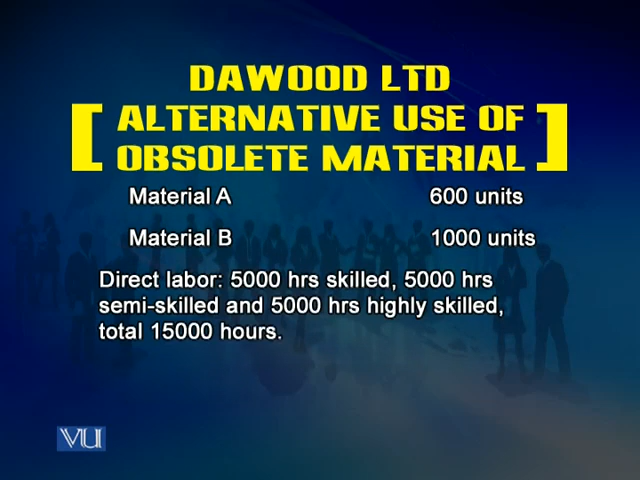 DAWOOD LTD
[ALTERNATIVE USE OF
OBSOLETE MATERIAL]
Material A 600 units
Material B 1000 units
Direct labor: 5000 hrs skilled, 5000 hrs
semi-skilled and 5000 hrs highly skilled,
total 15000 hours.
VU